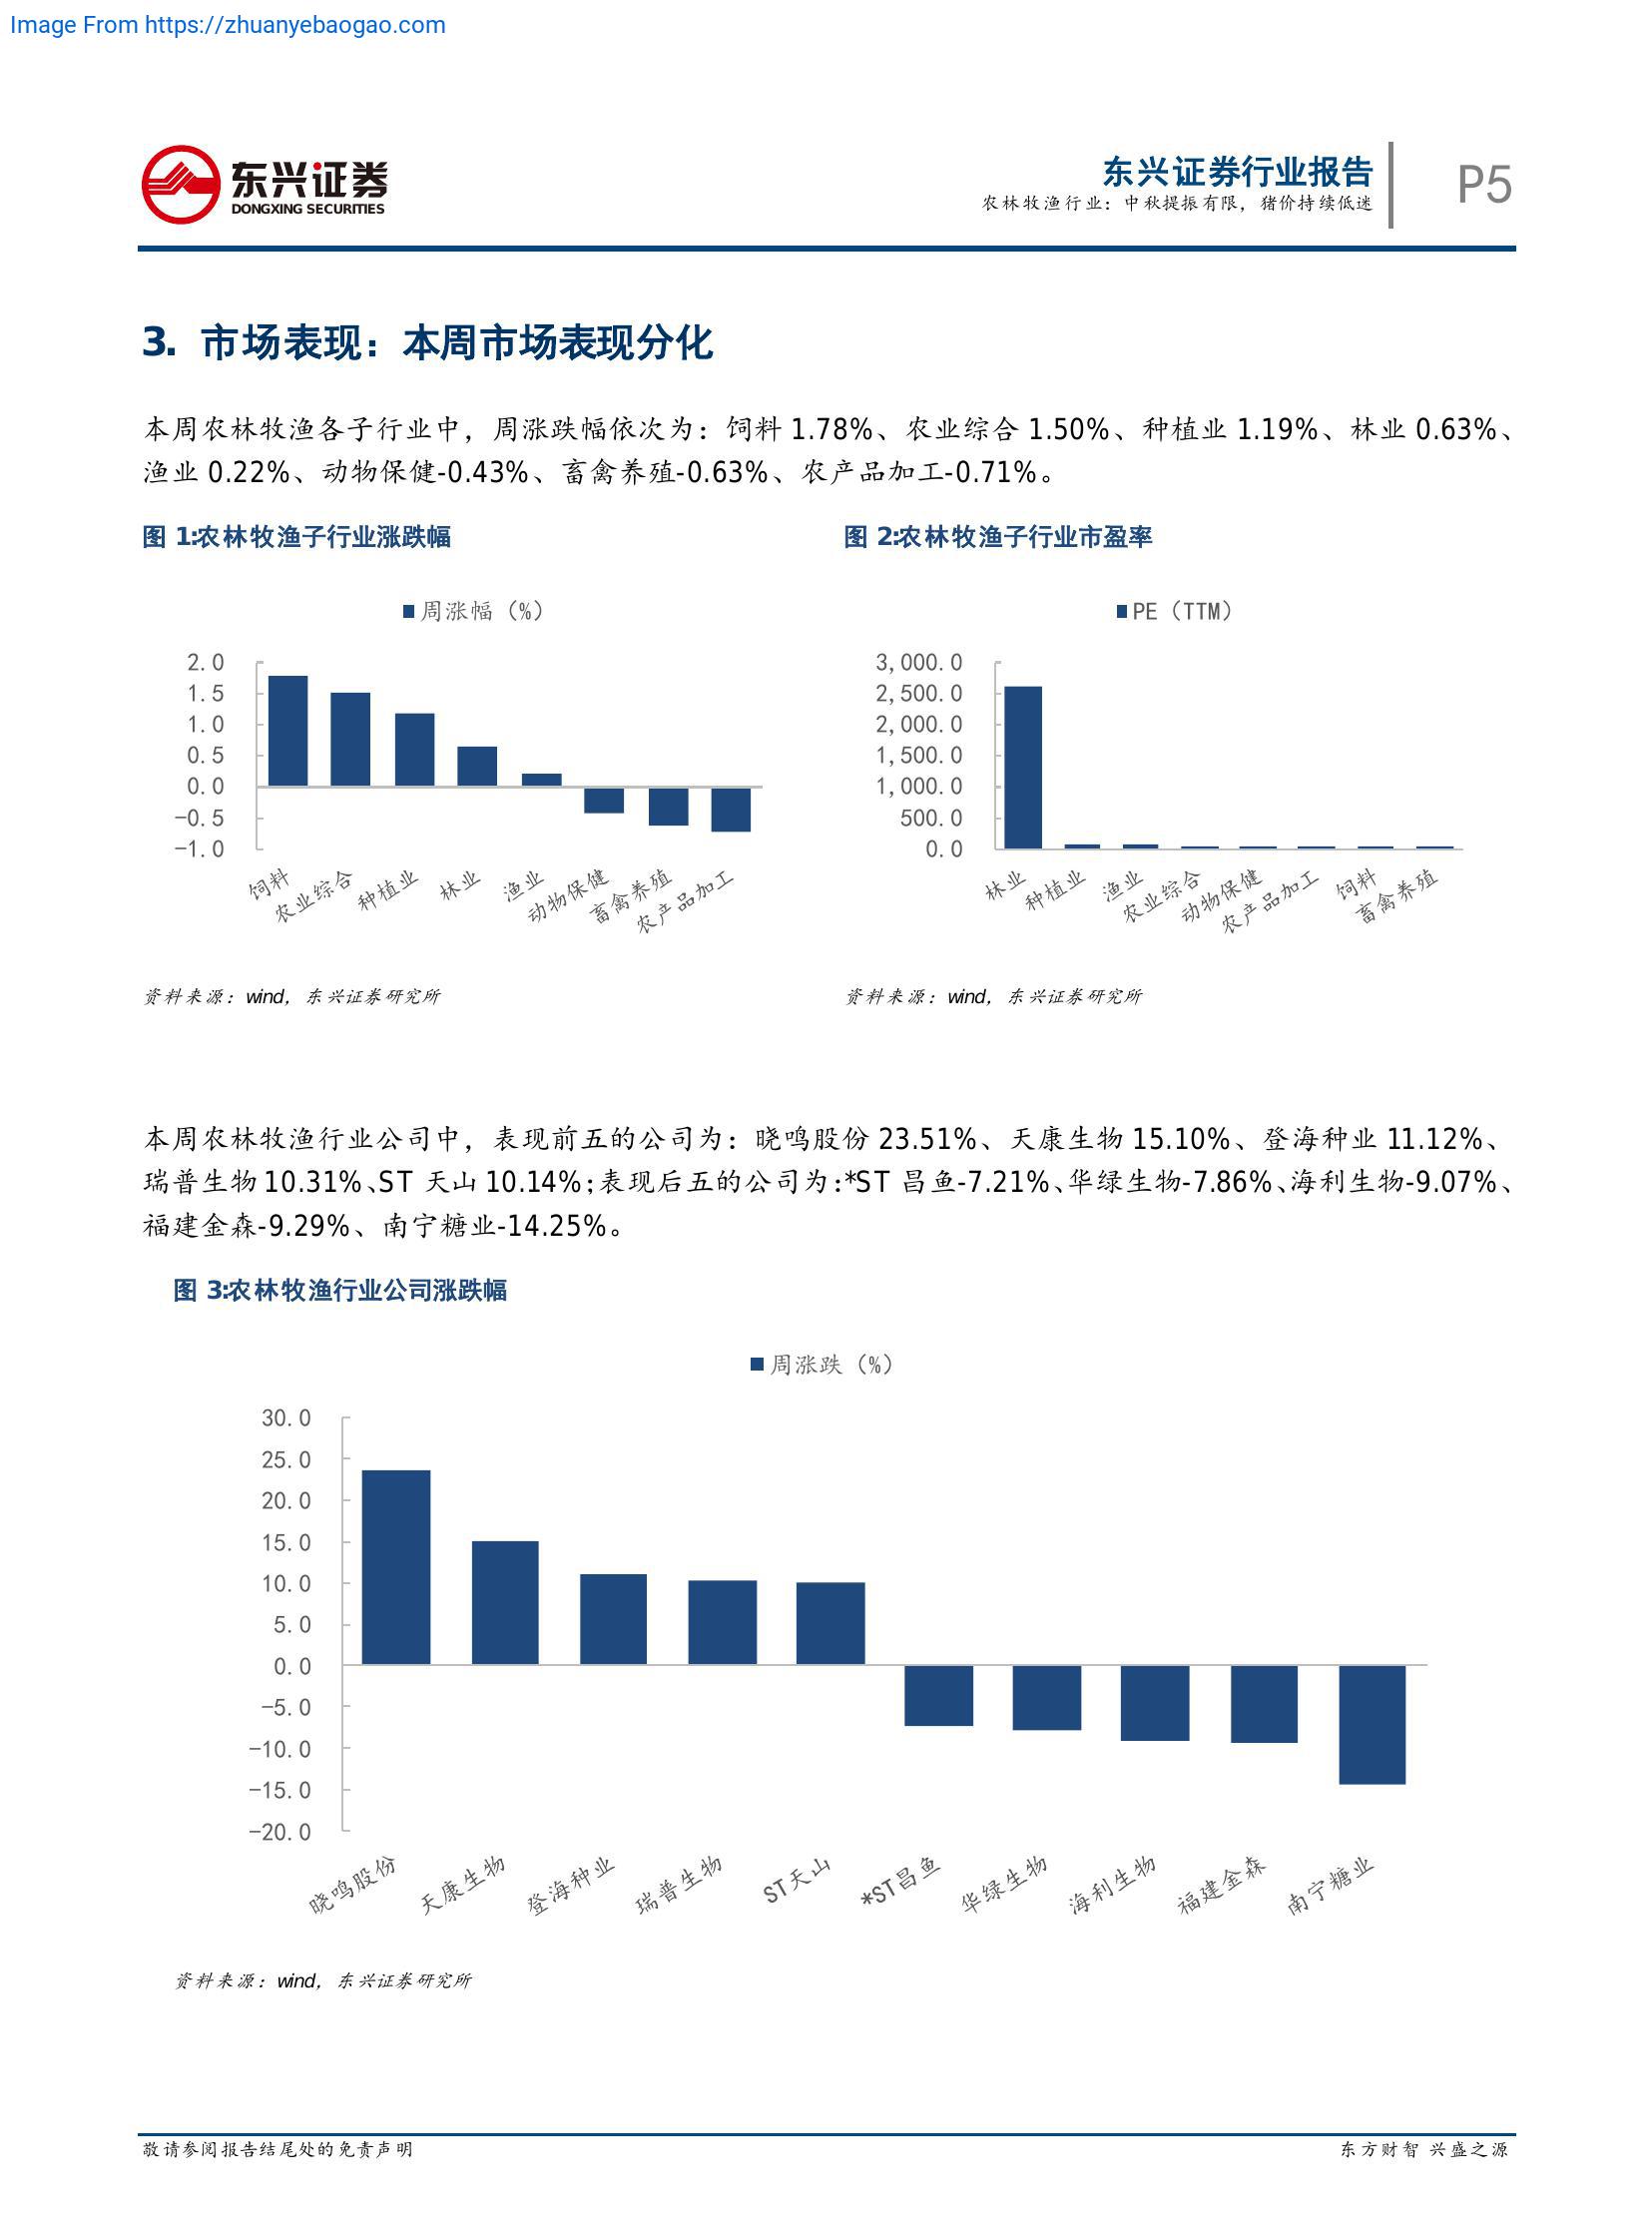 Image From https://zhuanyebaogao.com
东兴证券
DONGXING SECURITIES
东兴证券行业报告
农林牧渔行业：中秋提振有限，猪价持续低迷
P5
3. 市场表现：本周市场表现分化
本周农林牧渔各子行业中，周涨跌幅依次为：饲料 1.78%、农业综合 1.50%、种植业 1.19%、林业 0.63%、
渔业 0.22%、动物保健-0.43%、畜禽养殖-0.63%、农产品加工-0.71%。
图 1:农林牧渔子行业涨跌幅
周涨幅（%）
2.0
1.5
1.0
0.5
0.0
-0.5
-1.0
饲料
农业综合
种植业
林业
渔业
动物保健
畜禽养殖
农产品加工
资料来源：wind，东兴证券研究所
图 2:农林牧渔子行业市盈率
PE（TTM）
3,000.0
2,500.0
2,000.0
1,500.0
1,000.0
500.0
0.0
林业
种植业
渔业
农业综合
动物保健
农产品加工
饲料
畜禽养殖
资料来源：wind，东兴证券研究所
本周农林牧渔行业公司中，表现前五的公司为：晓鸣股份 23.51%、天康生物 15.10%、登海种业 11.12%、
瑞普生物 10.31%、ST 天山 10.14%；表现后五的公司为：*ST 昌鱼-7.21%、华绿生物-7.86%、海利生物-9.07%、
福建金森-9.29%、南宁糖业-14.25%。
图 3:农林牧渔行业公司涨跌幅
周涨跌（%）
30.0
25.0
20.0
15.0
10.0
5.0
0.0
-5.0
-10.0
-15.0
-20.0
晓鸣股份
天康生物
登海种业
瑞普生物
ST天山
*ST昌鱼
华绿生物
海利生物
福建金森
南宁糖业
资料来源：wind，东兴证券研究所
敬请参阅报告结尾处的免责声明
东方财智 兴盛之源